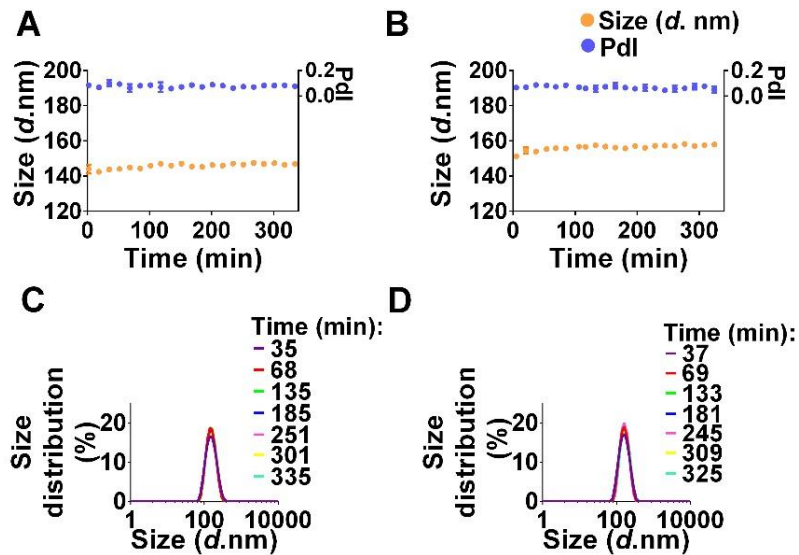 A
B
Size (d. nm)
PdI
Size (d.nm)
200
180
160
140
120
0.2
0.0
PdI
0
100
200
300
Time (min)
Size (d.nm)
200
180
160
140
120
0.2
0.0
PdI
0
100
200
300
Time (min)
C
Time (min):
35
68
135
185
251
301
335
Size
distribution
(%)
20
10
0
1
100
10000
Size (d.nm)
D
Time (min):
37
69
133
181
245
309
325
Size
distribution
(%)
20
10
0
1
100
10000
Size (d.nm)